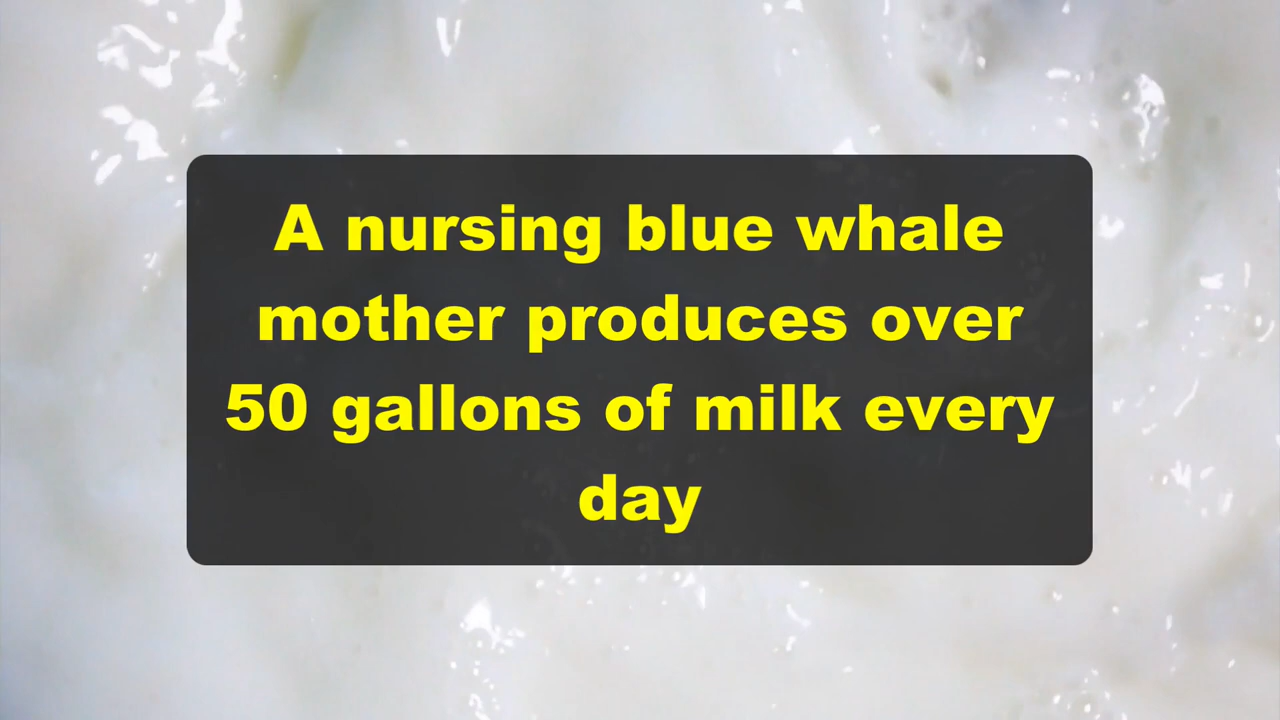 A nursing blue whale
mother produces over
50 gallons of milk every
day